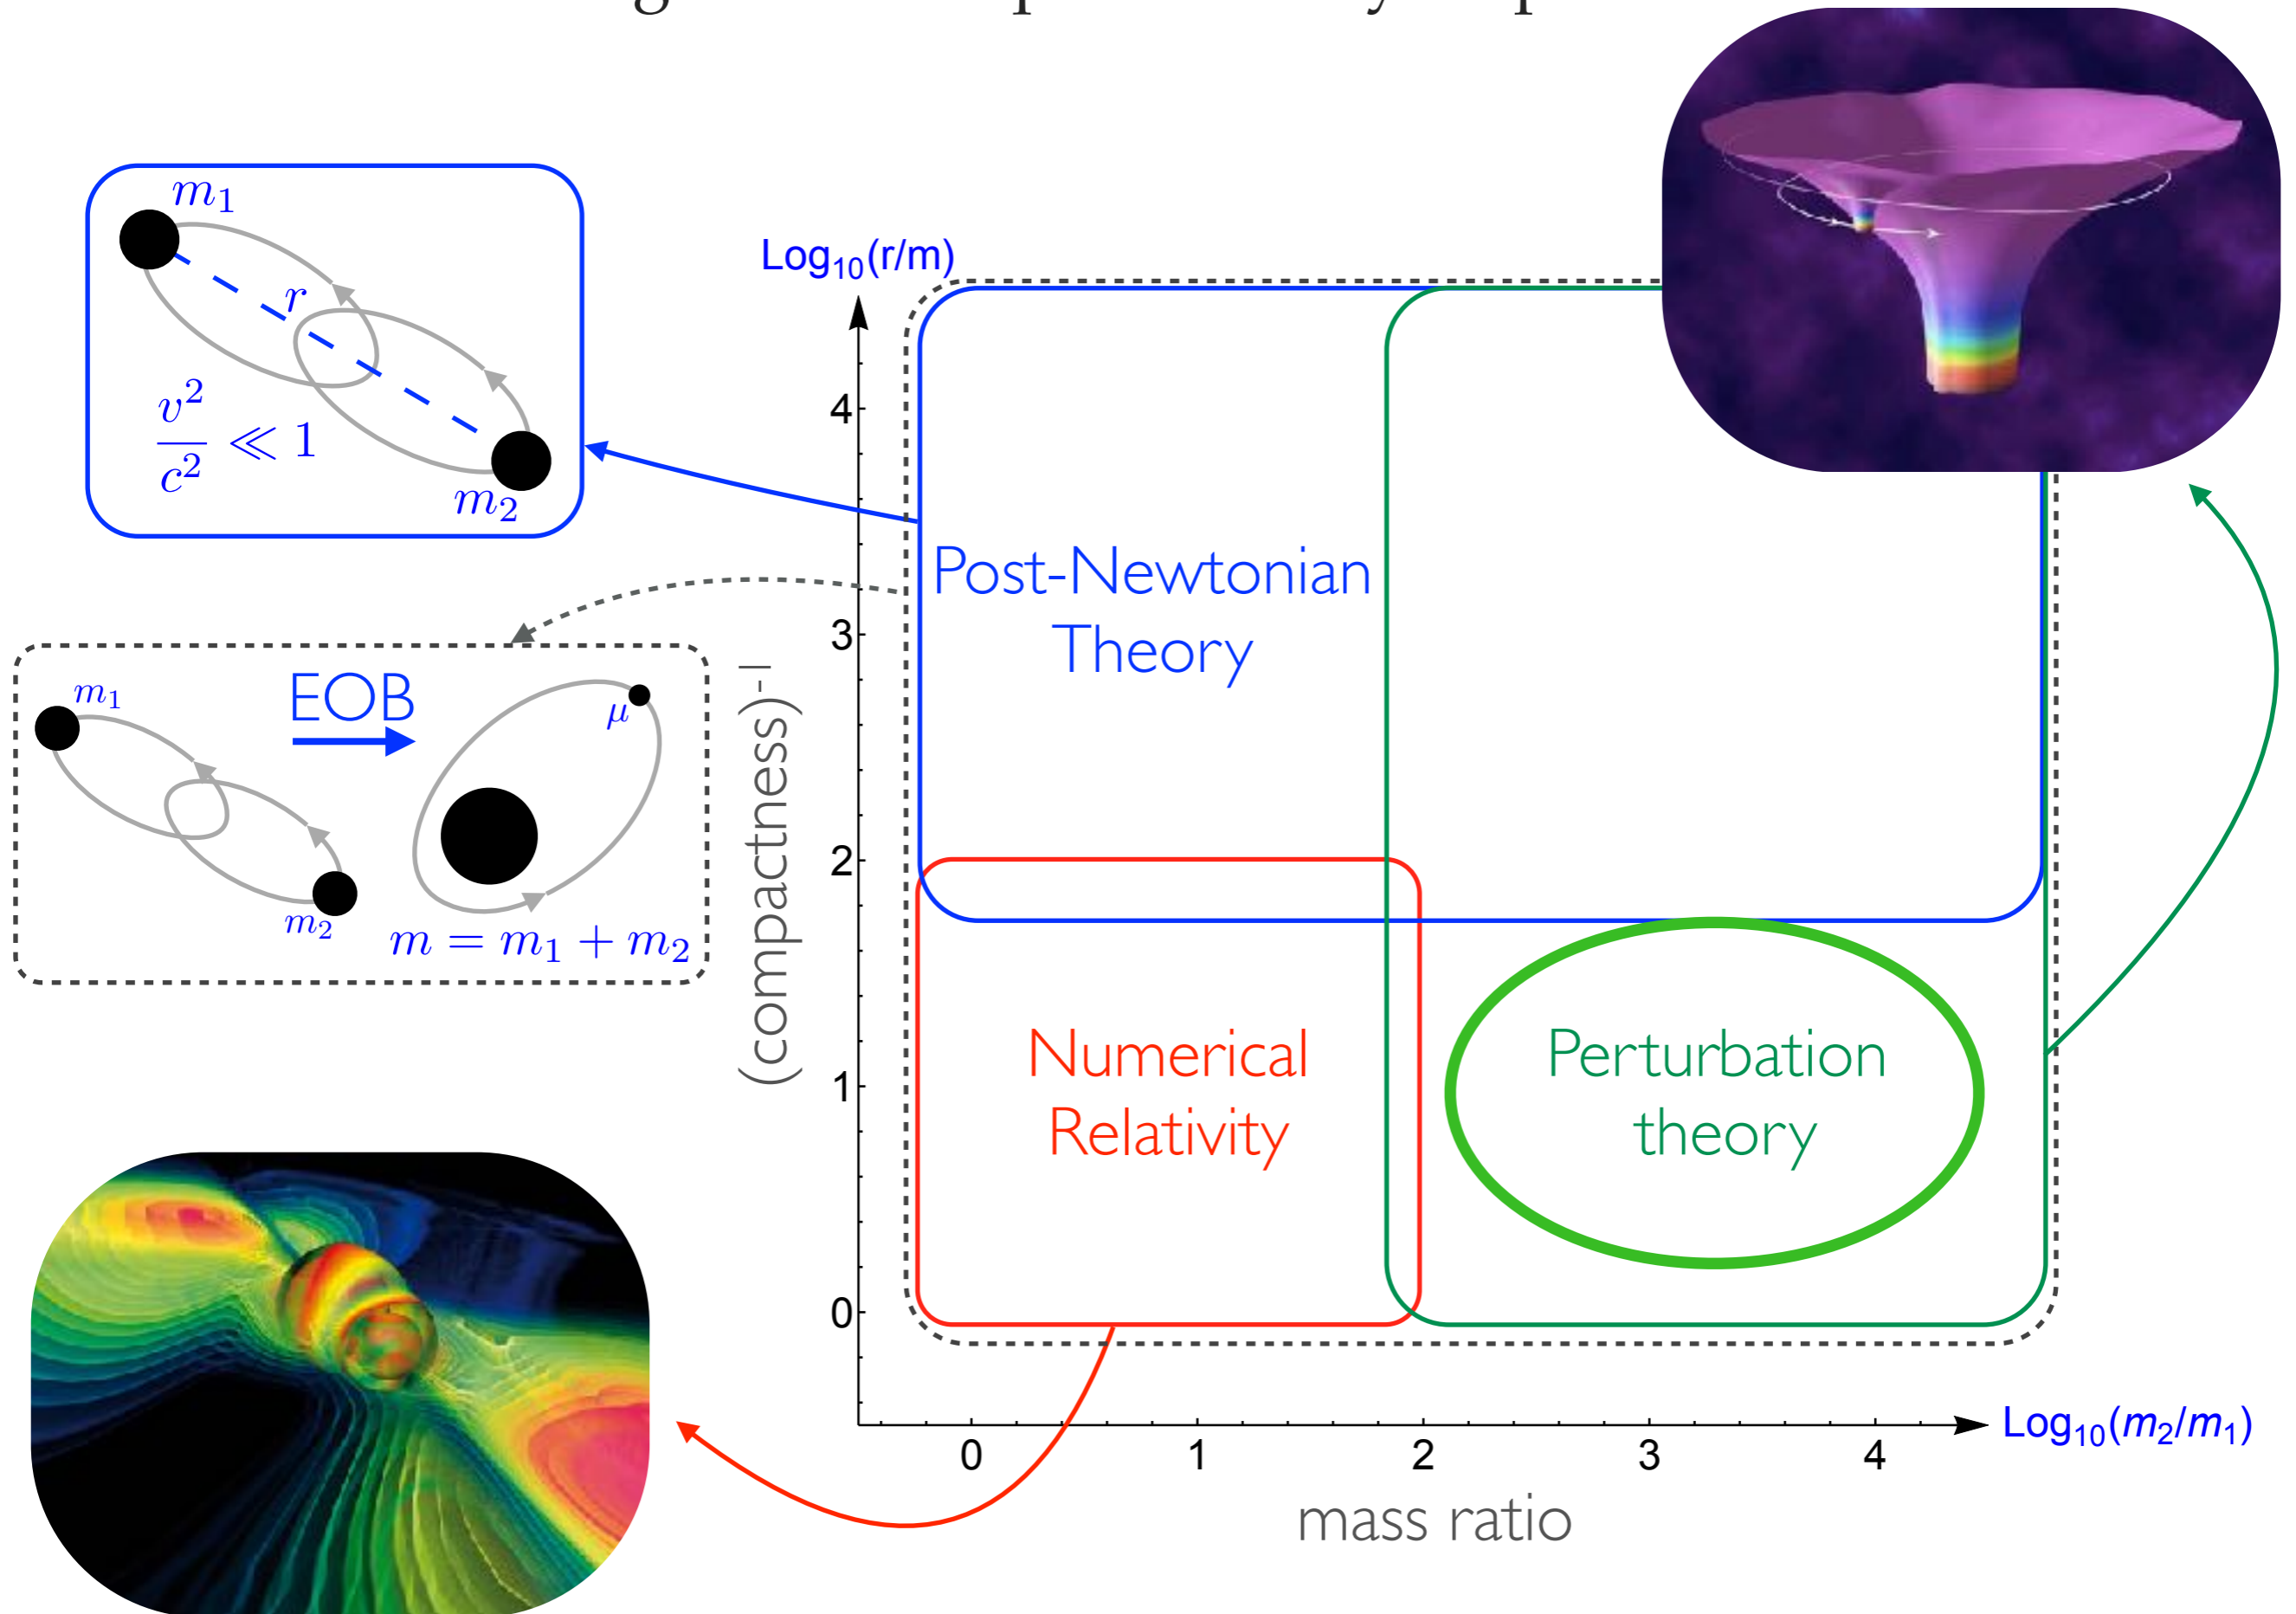 m₁
r
v²
c² ≪ 1
m₂
m₁
EOB
μ
m₂
m = m₁ + m₂
Log₁₀(r/m)
4
3
2
1
0
(compactness)⁻¹
Post-Newtonian
Theory
Numerical
Relativity
Perturbation
theory
0 1 2 3 4
Log₁₀(m₂/m₁)
mass ratio